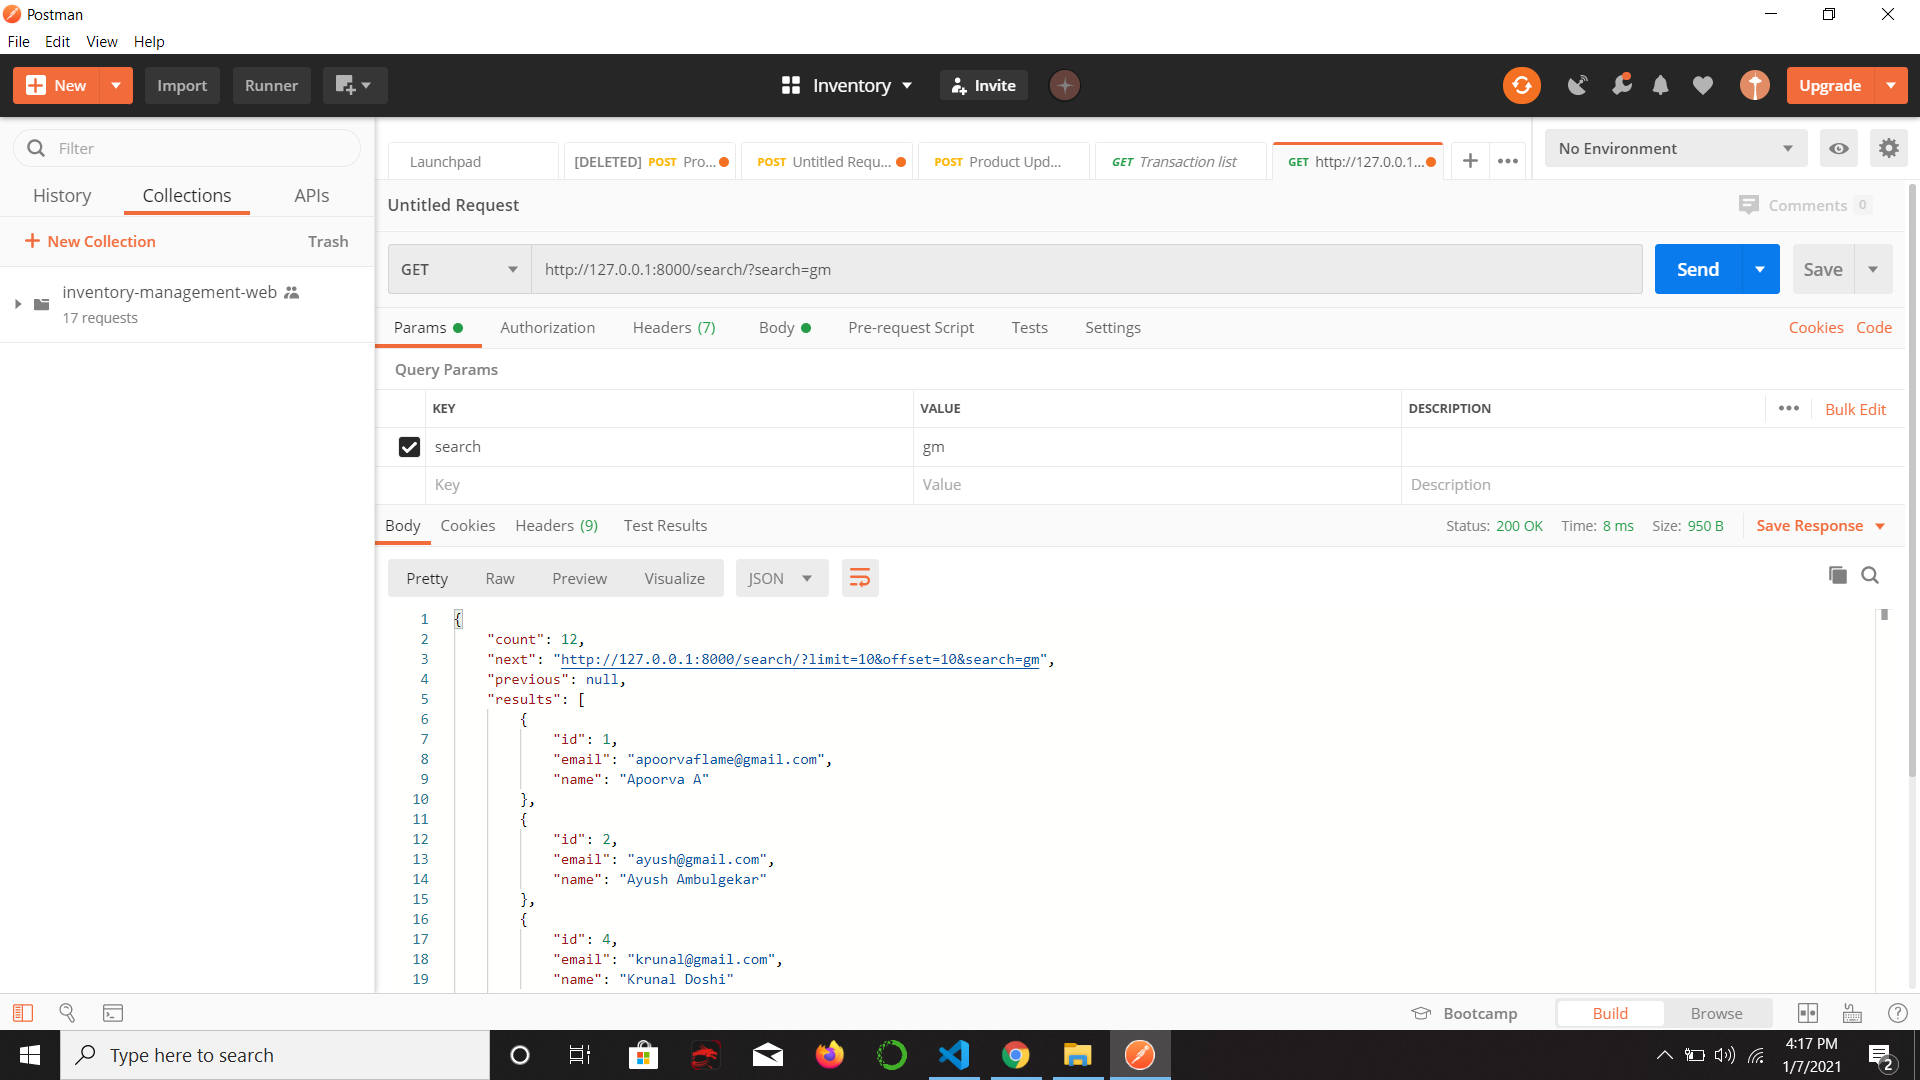 Postman
File Edit View Help
New Import Runner Inventory Invite Upgrade
Filter
History Collections APIs
New Collection Trash
inventory-management-web
17 requests
Launchpad [DELETED] POST Pro... POST Untitled Requ... POST Product Upd... GET Transaction list GET http://127.0.0.1... No Environment
Untitled Request Comments 0
GET http://127.0.0.1:8000/search/?search=gm Send Save
Params Authorization Headers (7) Body Pre-request Script Tests Settings Cookies Code
Query Params
KEY VALUE DESCRIPTION Bulk Edit
search gm
Key Value Description
Body Cookies Headers (9) Test Results Status: 200 OK Time: 8 ms Size: 950 B Save Response
Pretty Raw Preview Visualize JSON
1 {
2 "count": 12,
3 "next": "http://127.0.0.1:8000/search/?limit=10&offset=10&search=gm",
4 "previous": null,
5 "results": [
6 {
7 "id": 1,
8 "email": "apoorvaflame@gmail.com",
9 "name": "Apoorva A"
10 },
11 {
12 "id": 2,
13 "email": "ayush@gmail.com",
14 "name": "Ayush Ambulgekar"
15 },
16 {
17 "id": 4,
18 "email": "krunal@gmail.com",
19 "name": "Krunal Doshi"
Bootcamp Build Browse
Type here to search
4:17 PM
1/7/2021
2